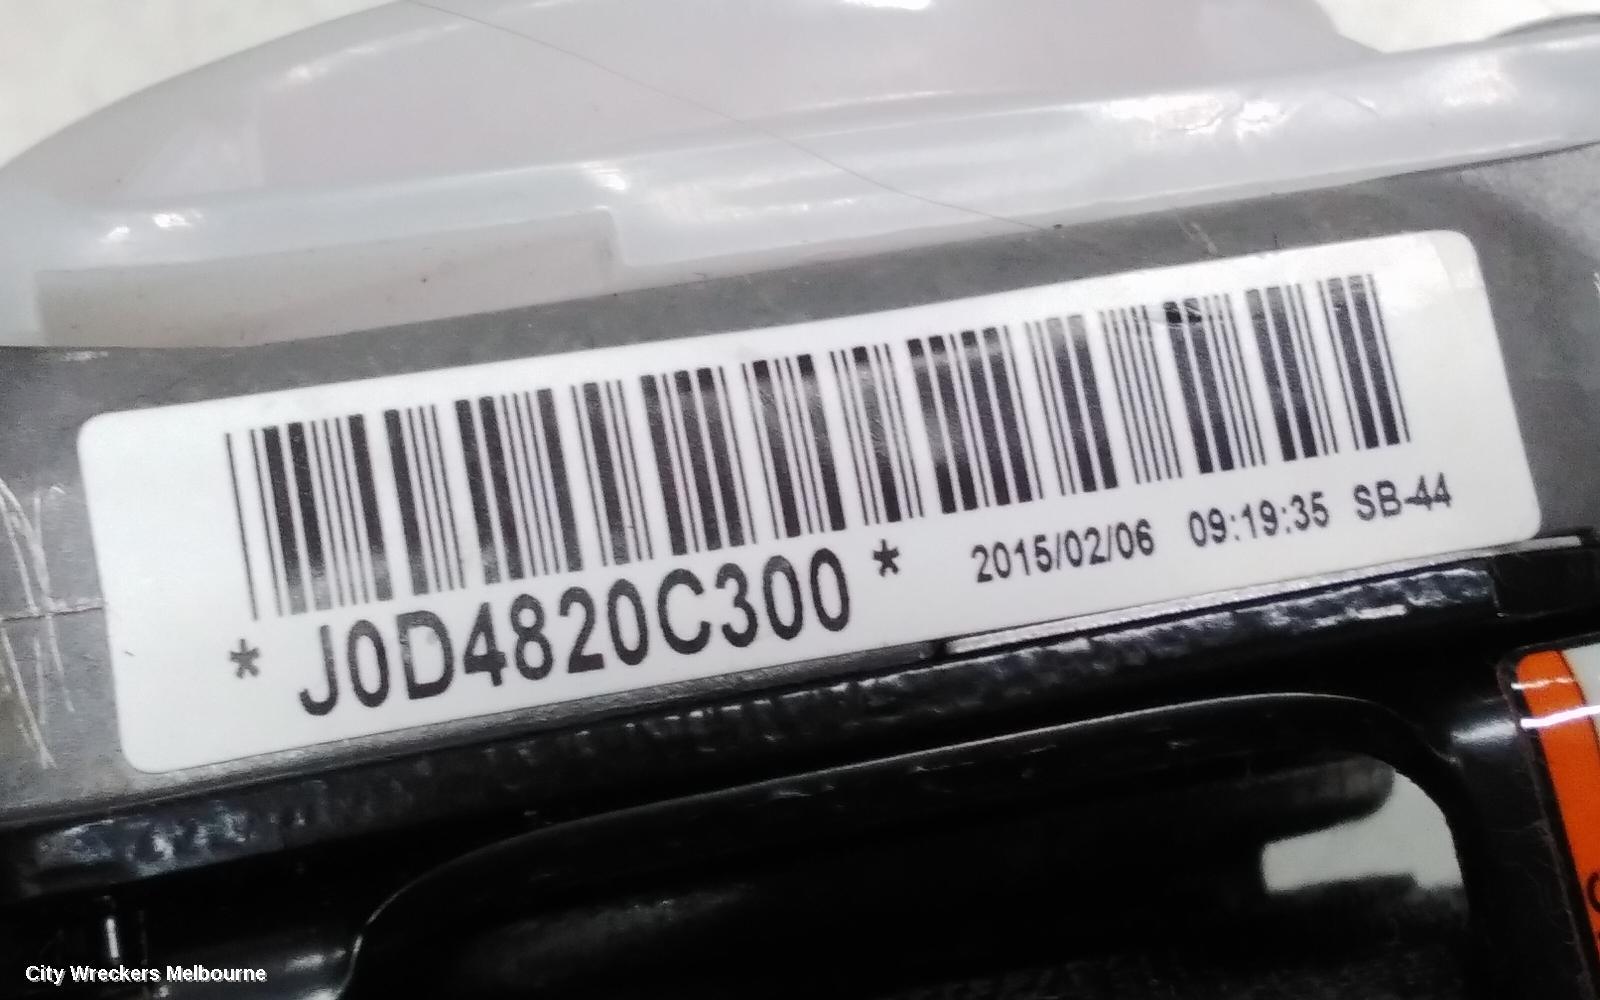 * J0D4820C300 * 2015/02/06 09:19:35 SB-44
City Wreckers Melbourne